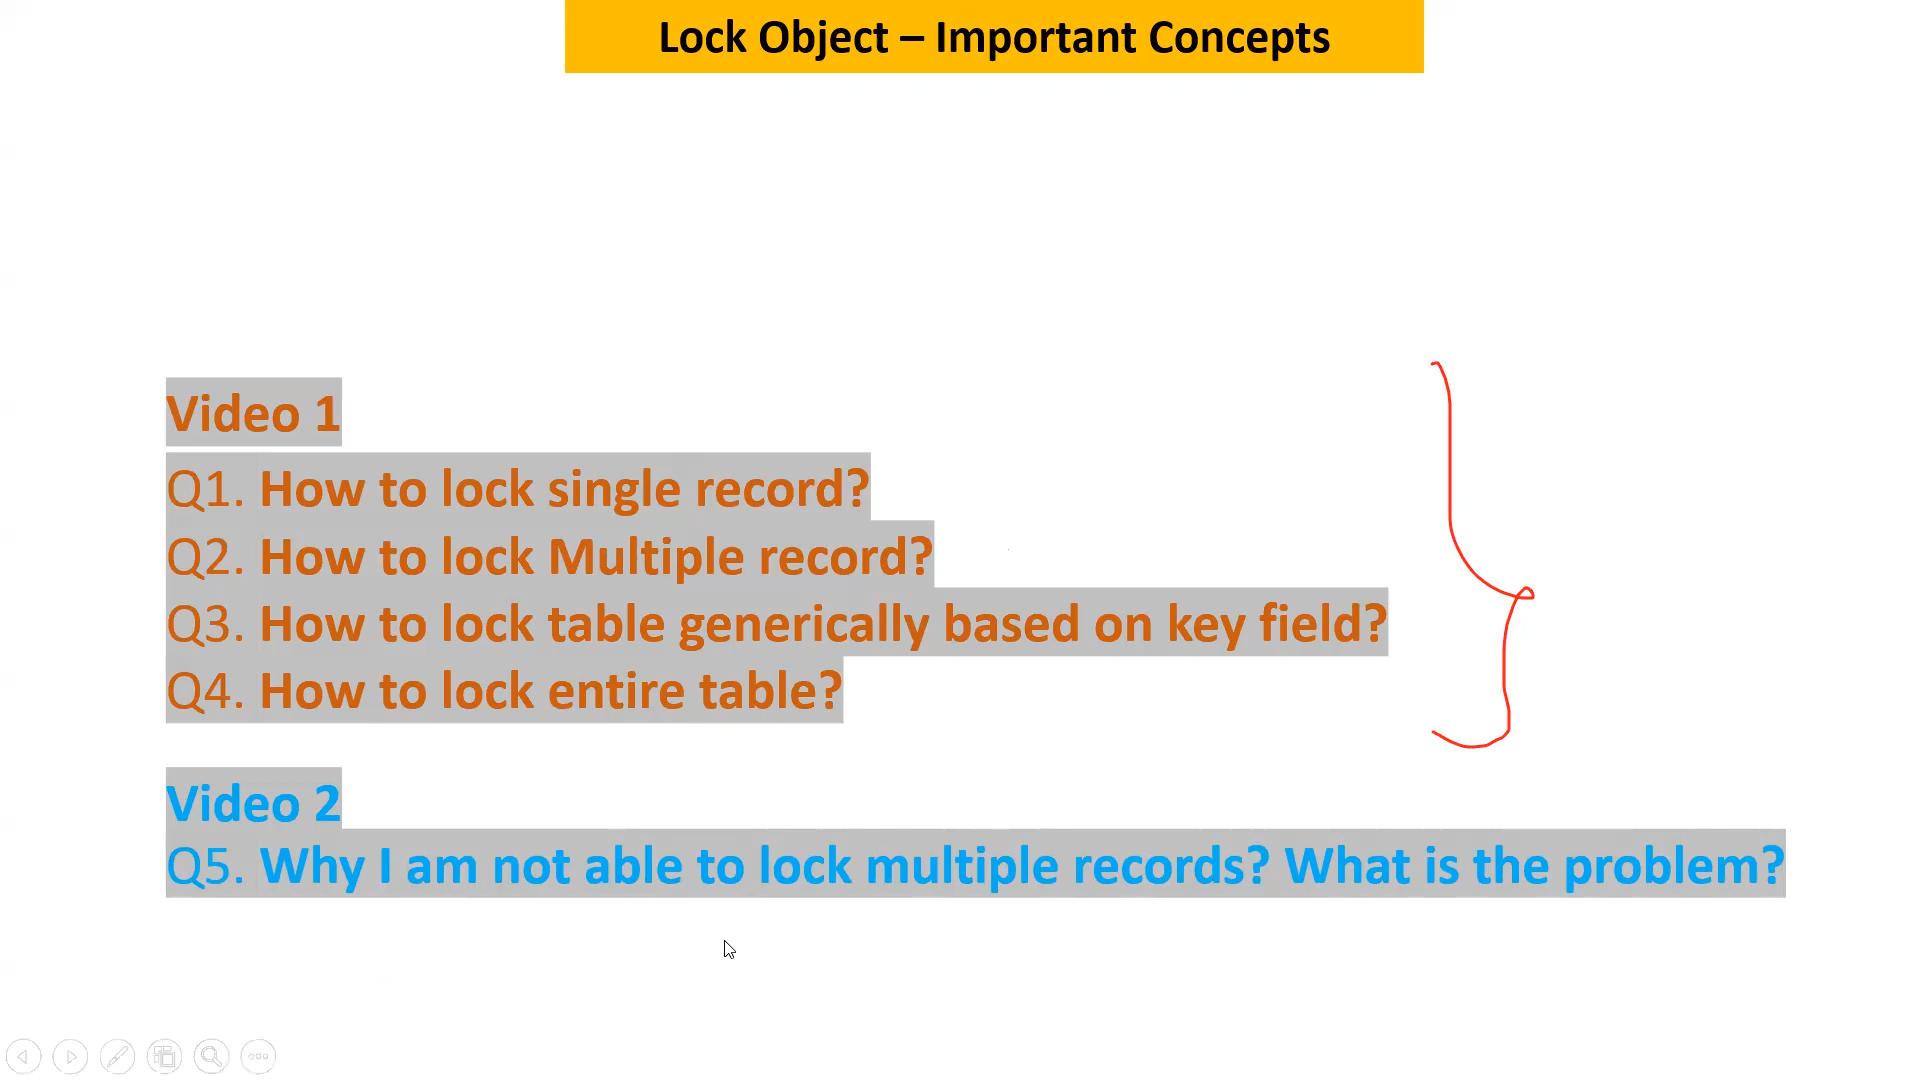 Lock Object – Important Concepts
Video 1
Q1. How to lock single record?
Q2. How to lock Multiple record?
Q3. How to lock table generically based on key field?
Q4. How to lock entire table?
Video 2
Q5. Why I am not able to lock multiple records? What is the problem?